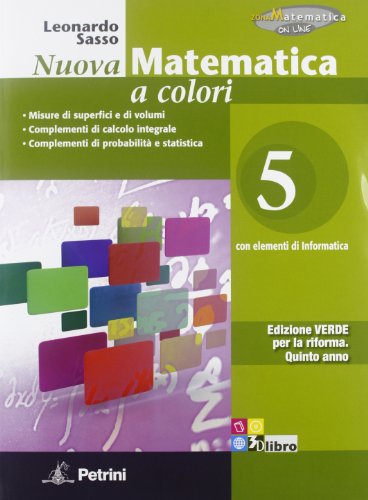 Leonardo
Sasso
ZONA Matematica
ON LINE
Nuova Matematica
a colori
• Misure di superfici e di volumi
• Complementi di calcolo integrale
• Complementi di probabilità e statistica
5
con elementi di Informatica
Edizione VERDE
per la riforma.
Quinto anno
3Dlibro
Petrini